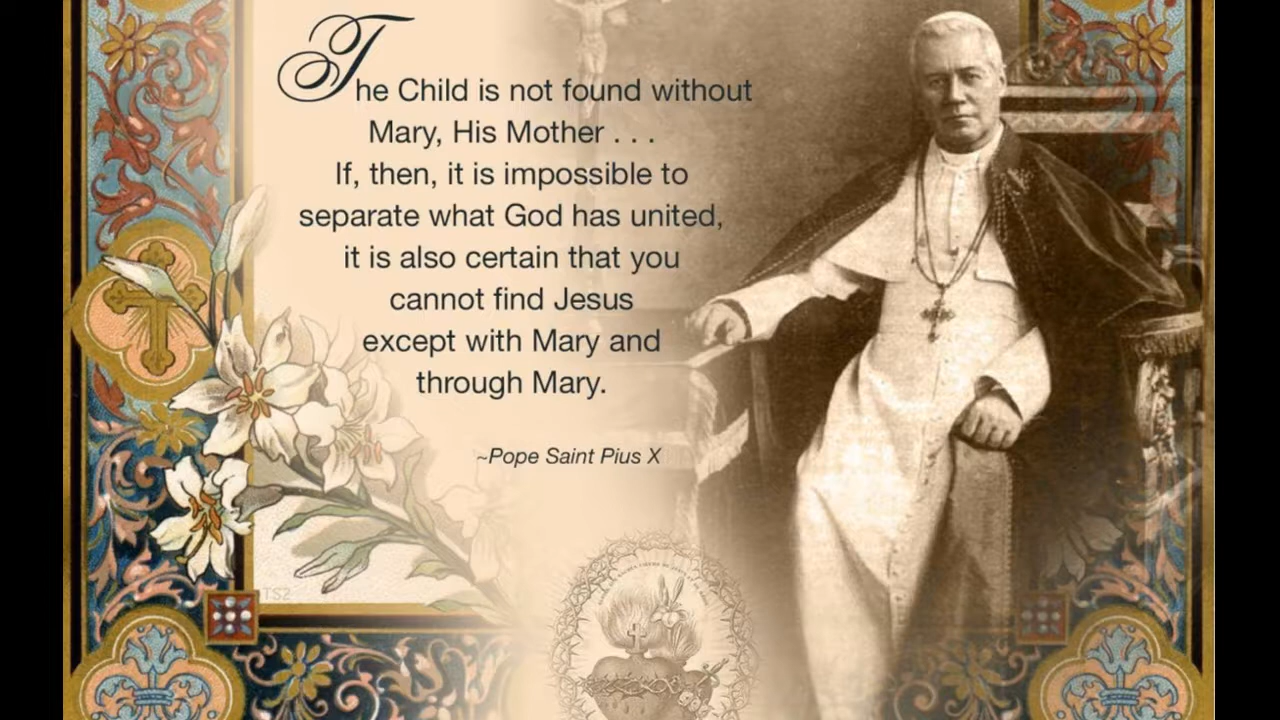 The Child is not found without
Mary, His Mother . . .
If, then, it is impossible to
separate what God has united,
it is also certain that you
cannot find Jesus
except with Mary and
through Mary.
~Pope Saint Pius X
TSZ